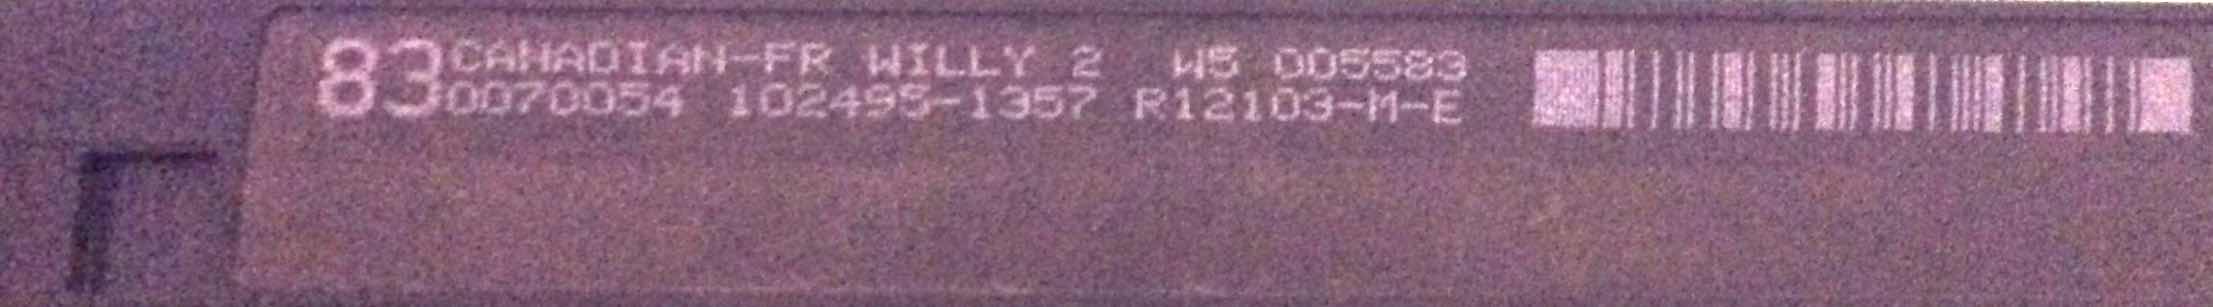 83 CANADIAN-FR WILLY 2 W5 005583
0070054 102495-1357 R12103-M-E